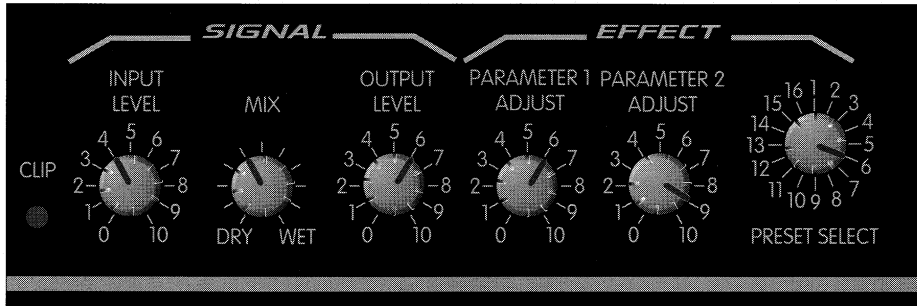 SIGNAL
EFFECT
INPUT LEVEL
0 1 2 3 4 5 6 7 8 9 10
MIX
DRY WET
OUTPUT LEVEL
0 1 2 3 4 5 6 7 8 9 10
PARAMETER 1 ADJUST
0 1 2 3 4 5 6 7 8 9 10
PARAMETER 2 ADJUST
0 1 2 3 4 5 6 7 8 9 10
1 2 3 4 5 6 7 8 9 10 11 12 13 14 15 16
PRESET SELECT
CLIP